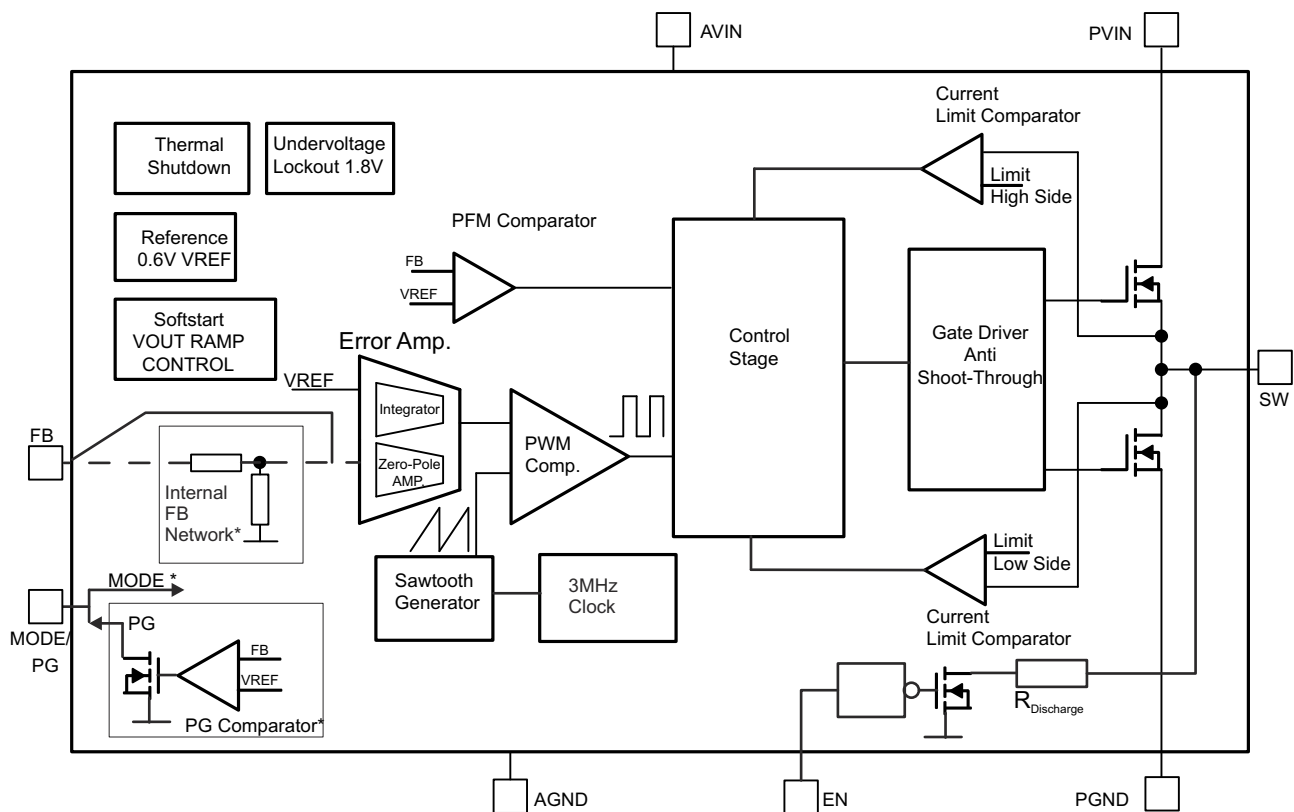 AVIN
PVIN
Current
Limit Comparator
Thermal
Shutdown
Undervoltage
Lockout 1.8V
Limit
High Side
Reference
0.6V VREF
PFM Comparator
FB
VREF
Softstart
VOUT RAMP
CONTROL
Error Amp.
VREF
Integrator
Zero-Pole
AMP.
PWM
Comp.
Control
Stage
Gate Driver
Anti
Shoot-Through
SW
FB
Internal
FB
Network*
Sawtooth
Generator
3MHz
Clock
Limit
Low Side
Current
Limit Comparator
MODE *
MODE/
PG
PG
FB
VREF
PG Comparator*
RDischarge
AGND
EN
PGND